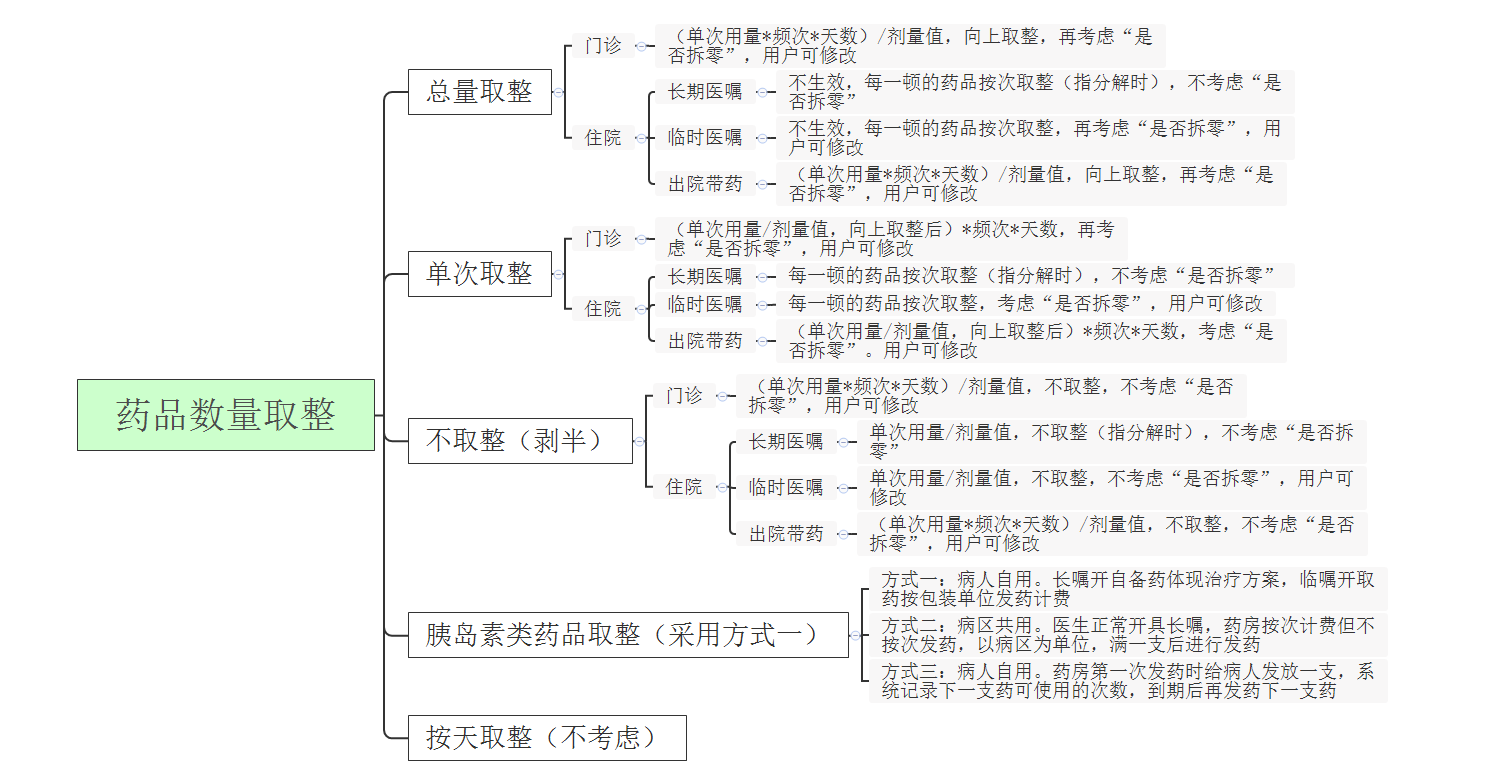 药品数量取整
总量取整
门诊
（单次用量*频次*天数）/剂量值，向上取整，再考虑“是
否拆零”，用户可修改
住院
长期医嘱
不生效，每一顿的药品按次取整（指分解时），不考虑“是
否拆零”
临时医嘱
不生效，每一顿的药品按次取整，再考虑“是否拆零”，用
户可修改
出院带药
（单次用量*频次*天数）/剂量值，向上取整，再考虑“是
否拆零”，用户可修改
单次取整
门诊
（单次用量/剂量值，向上取整后）*频次*天数，再考
虑“是否拆零”，用户可修改
住院
长期医嘱
每一顿的药品按次取整（指分解时），不考虑“是否拆零”
临时医嘱
每一顿的药品按次取整，考虑“是否拆零”，用户可修改
出院带药
（单次用量/剂量值，向上取整后）*频次*天数，考虑“是
否拆零”。用户可修改
不取整（剥半）
门诊
（单次用量*频次*天数）/剂量值，不取整，不考虑“是否
拆零”，用户可修改
住院
长期医嘱
单次用量/剂量值，不取整（指分解时），不考虑“是否拆
零”
临时医嘱
单次用量/剂量值，不取整，不考虑“是否拆零”，用户可
修改
出院带药
（单次用量*频次*天数）/剂量值，不取整，不考虑“是否
拆零”，用户可修改
胰岛素类药品取整（采用方式一）
方式一：病人自用。长嘱开自备药体现治疗方案，临嘱开取
药按包装单位发药计费
方式二：病区共用。医生正常开具长嘱，药房按次计费但不
按次发药，以病区为单位，满一支后进行发药
方式三：病人自用。药房第一次发药时给病人发放一支，系
统记录下一支药可使用的次数，到期后再发药下一支药
按天取整（不考虑）